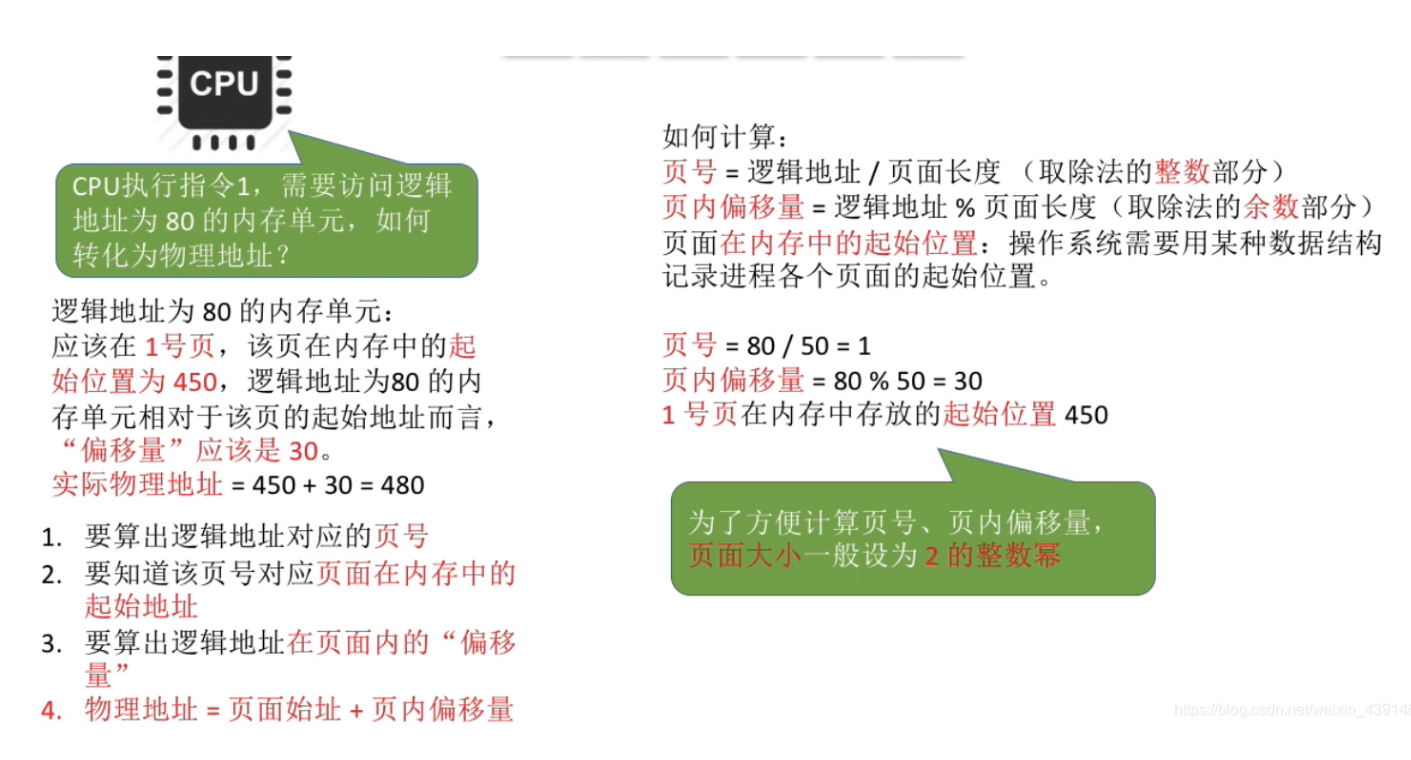 CPU
CPU执行指令1，需要访问逻辑
地址为 80 的内存单元，如何
转化为物理地址？
逻辑地址为 80 的内存单元：
应该在 1号页，该页在内存中的起
始位置为 450，逻辑地址为80 的内
存单元相对于该页的起始地址而言，
“偏移量”应该是 30。
实际物理地址 = 450 + 30 = 480
1. 要算出逻辑地址对应的页号
2. 要知道该页号对应页面在内存中的
起始地址
3. 要算出逻辑地址在页面内的“偏移
量”
4. 物理地址 = 页面始址 + 页内偏移量
如何计算：
页号 = 逻辑地址 / 页面长度 （取除法的整数部分）
页内偏移量 = 逻辑地址 % 页面长度（取除法的余数部分）
页面在内存中的起始位置：操作系统需要用某种数据结构
记录进程各个页面的起始位置。
页号 = 80 / 50 = 1
页内偏移量 = 80 % 50 = 30
1 号页在内存中存放的起始位置 450
为了方便计算页号、页内偏移量，
页面大小一般设为 2 的整数幂
https://blog.csdn.net/weixin_43914